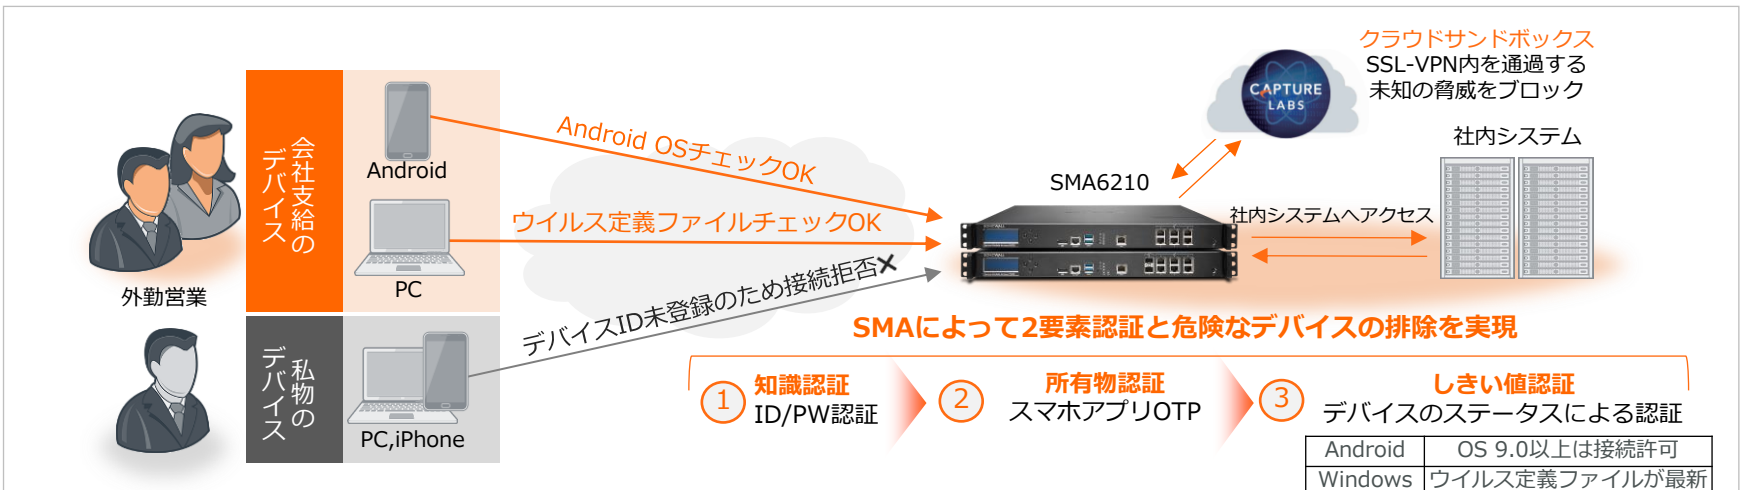 外勤営業
会社支給の
デバイス
私物の
デバイス
Android
PC
PC,iPhone
Android OSチェックOK
ウイルス定義ファイルチェックOK
デバイスID未登録のため接続拒否×
SMA6210
CAPTURE
LABS
クラウドサンドボックス
SSL-VPN内を通過する
未知の脅威をブロック
社内システム
社内システムへアクセス
SMAによって2要素認証と危険なデバイスの排除を実現
1 知識認証
ID/PW認証
2 所有物認証
スマホアプリOTP
3 しきい値認証
デバイスのステータスによる認証
Android OS 9.0以上は接続許可
Windows ウイルス定義ファイルが最新